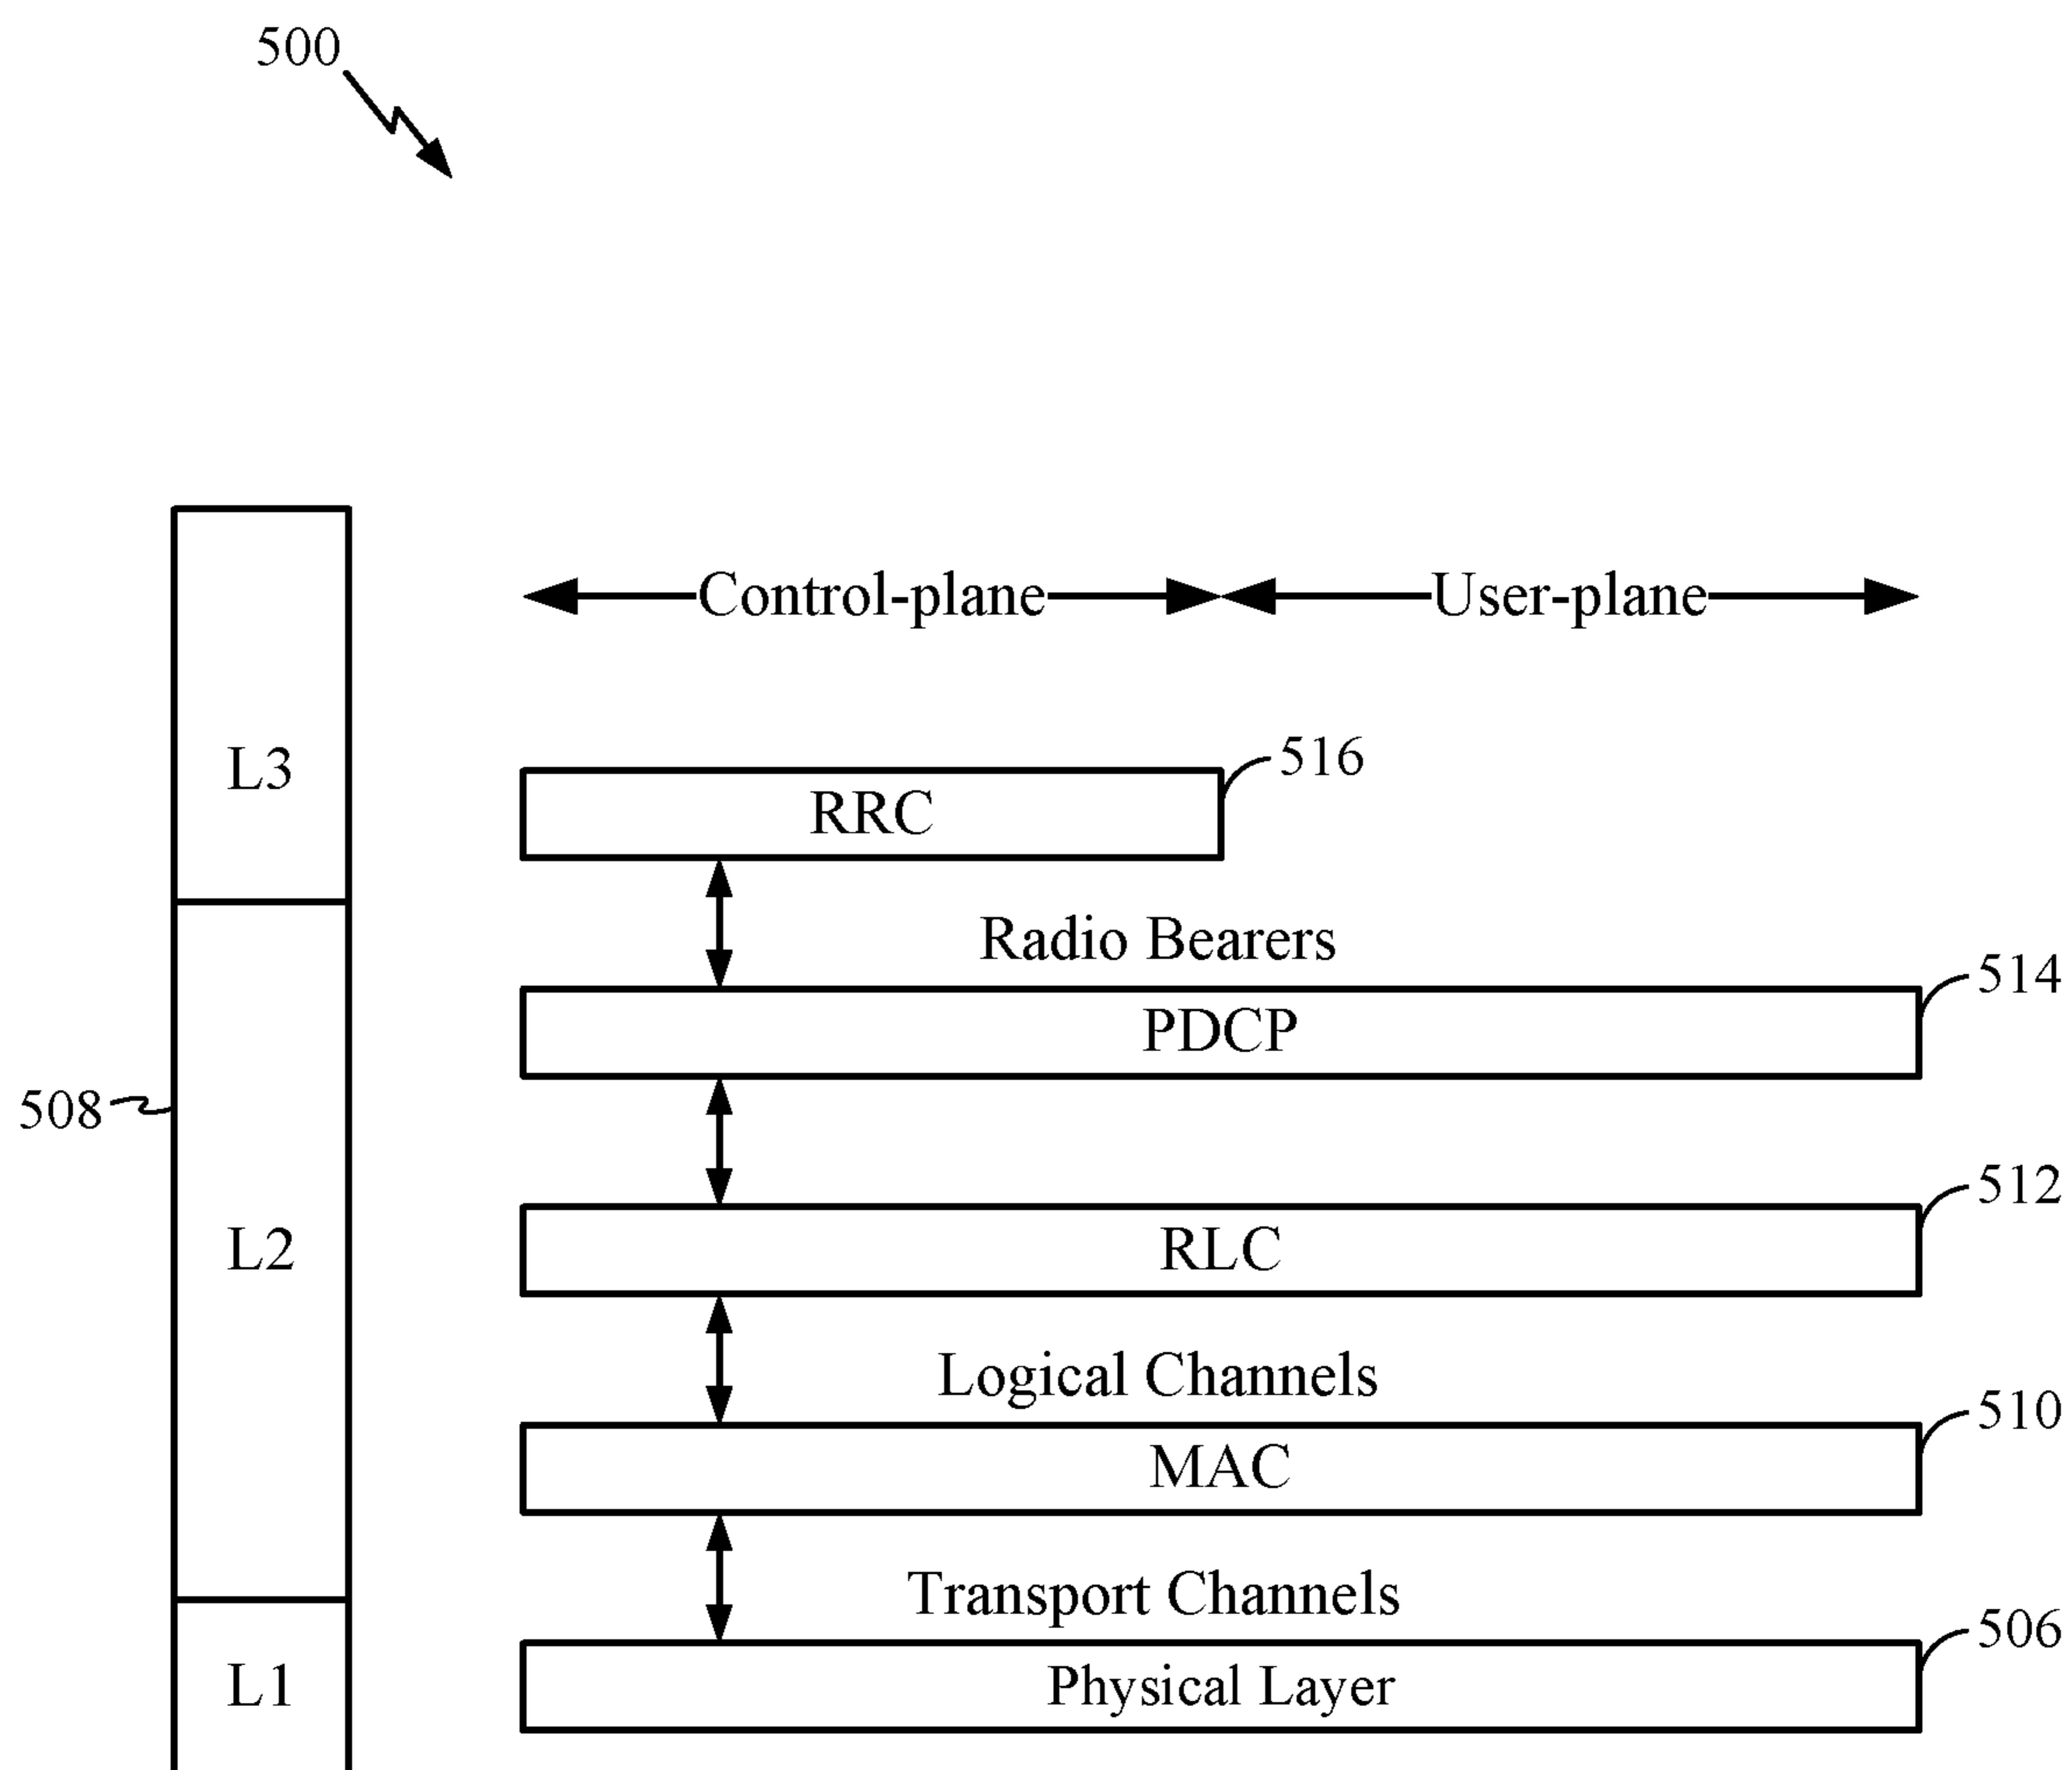 500
Control-plane User-plane
L3
516
RRC
Radio Bearers
514
PDCP
508
512
L2
RLC
Logical Channels
510
MAC
Transport Channels
506
L1
Physical Layer